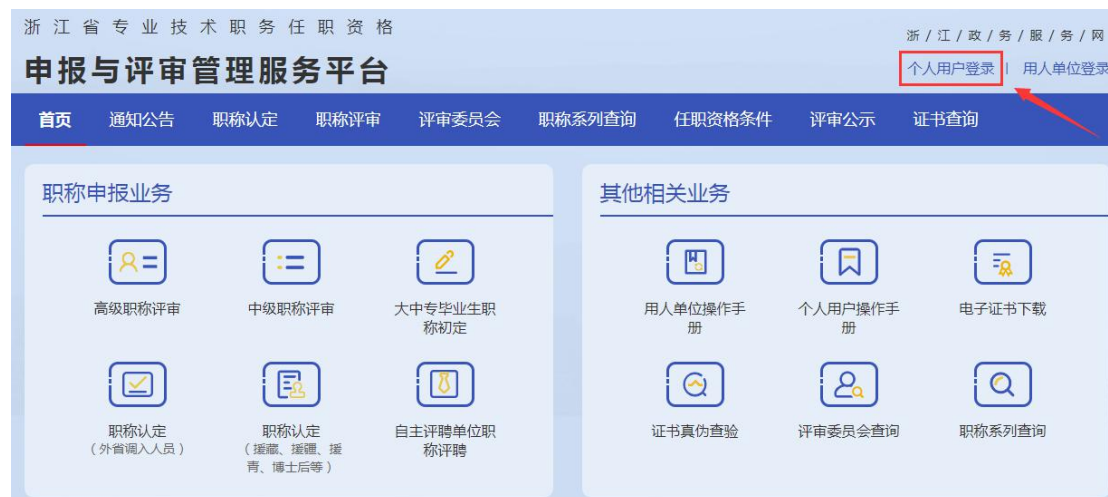 浙江省专业技术职务任职资格
申报与评审管理服务平台
浙/江/政/务/服/务/网
个人用户登录 | 用人单位登录
首页 通知公告 职称认定 职称评审 评审委员会 职称系列查询 任职资格条件 评审公示 证书查询
职称申报业务
高级职称评审 中级职称评审 大中专毕业生职
称初定
职称认定 职称认定 自主评聘单位职
(外省调入人员) (援藏、援疆、援 称评聘
青、博士后等)
其他相关业务
用人单位操作手 个人用户操作手 电子证书下载
册 册
证书真伪查验 评审委员会查询 职称系列查询